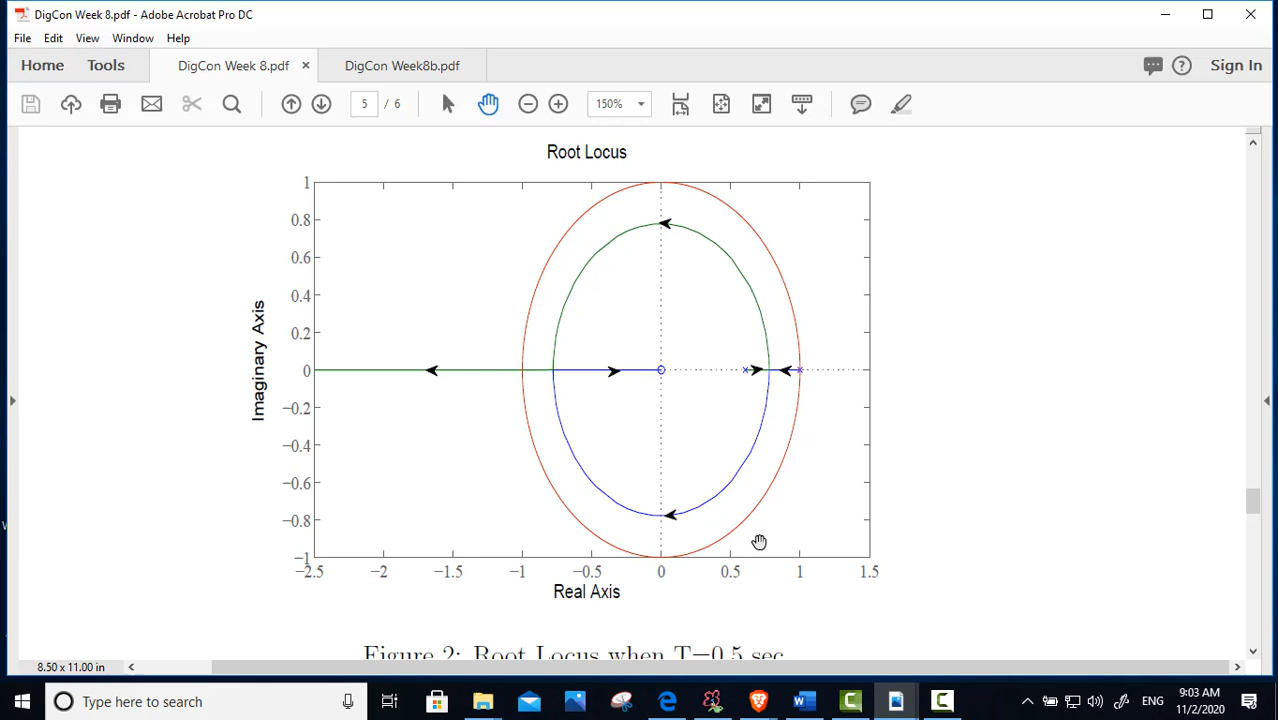 DigCon Week 8.pdf - Adobe Acrobat Pro DC
File Edit View Window Help
Home Tools DigCon Week 8.pdf × DigCon Week8b.pdf Sign In
5 / 6 150%
Root Locus
1
0.8
0.6
0.4
0.2
0
−0.2
−0.4
−0.6
−0.8
−1
Imaginary Axis
−2.5 −2 −1.5 −1 −0.5 0 0.5 1 1.5
Real Axis
Figure 2: Root Locus when T=0.5 sec
8.50 x 11.00 in
Type here to search
ENG
9:03 AM
11/2/2020